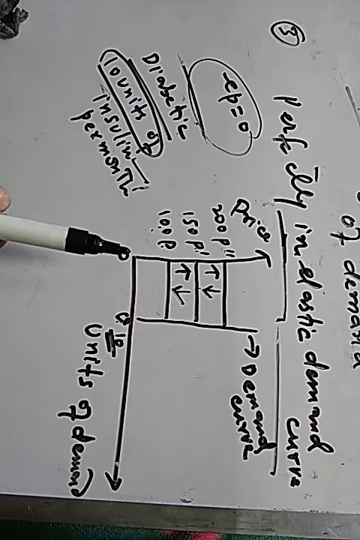 of demand
③ Perfectly inelastic demand curve
ep=0
Diabetic
10 units of
insulin
per month
Price
200 P"
150 P'
100 P
→ Demand curve
O
Q
10
Units of demand